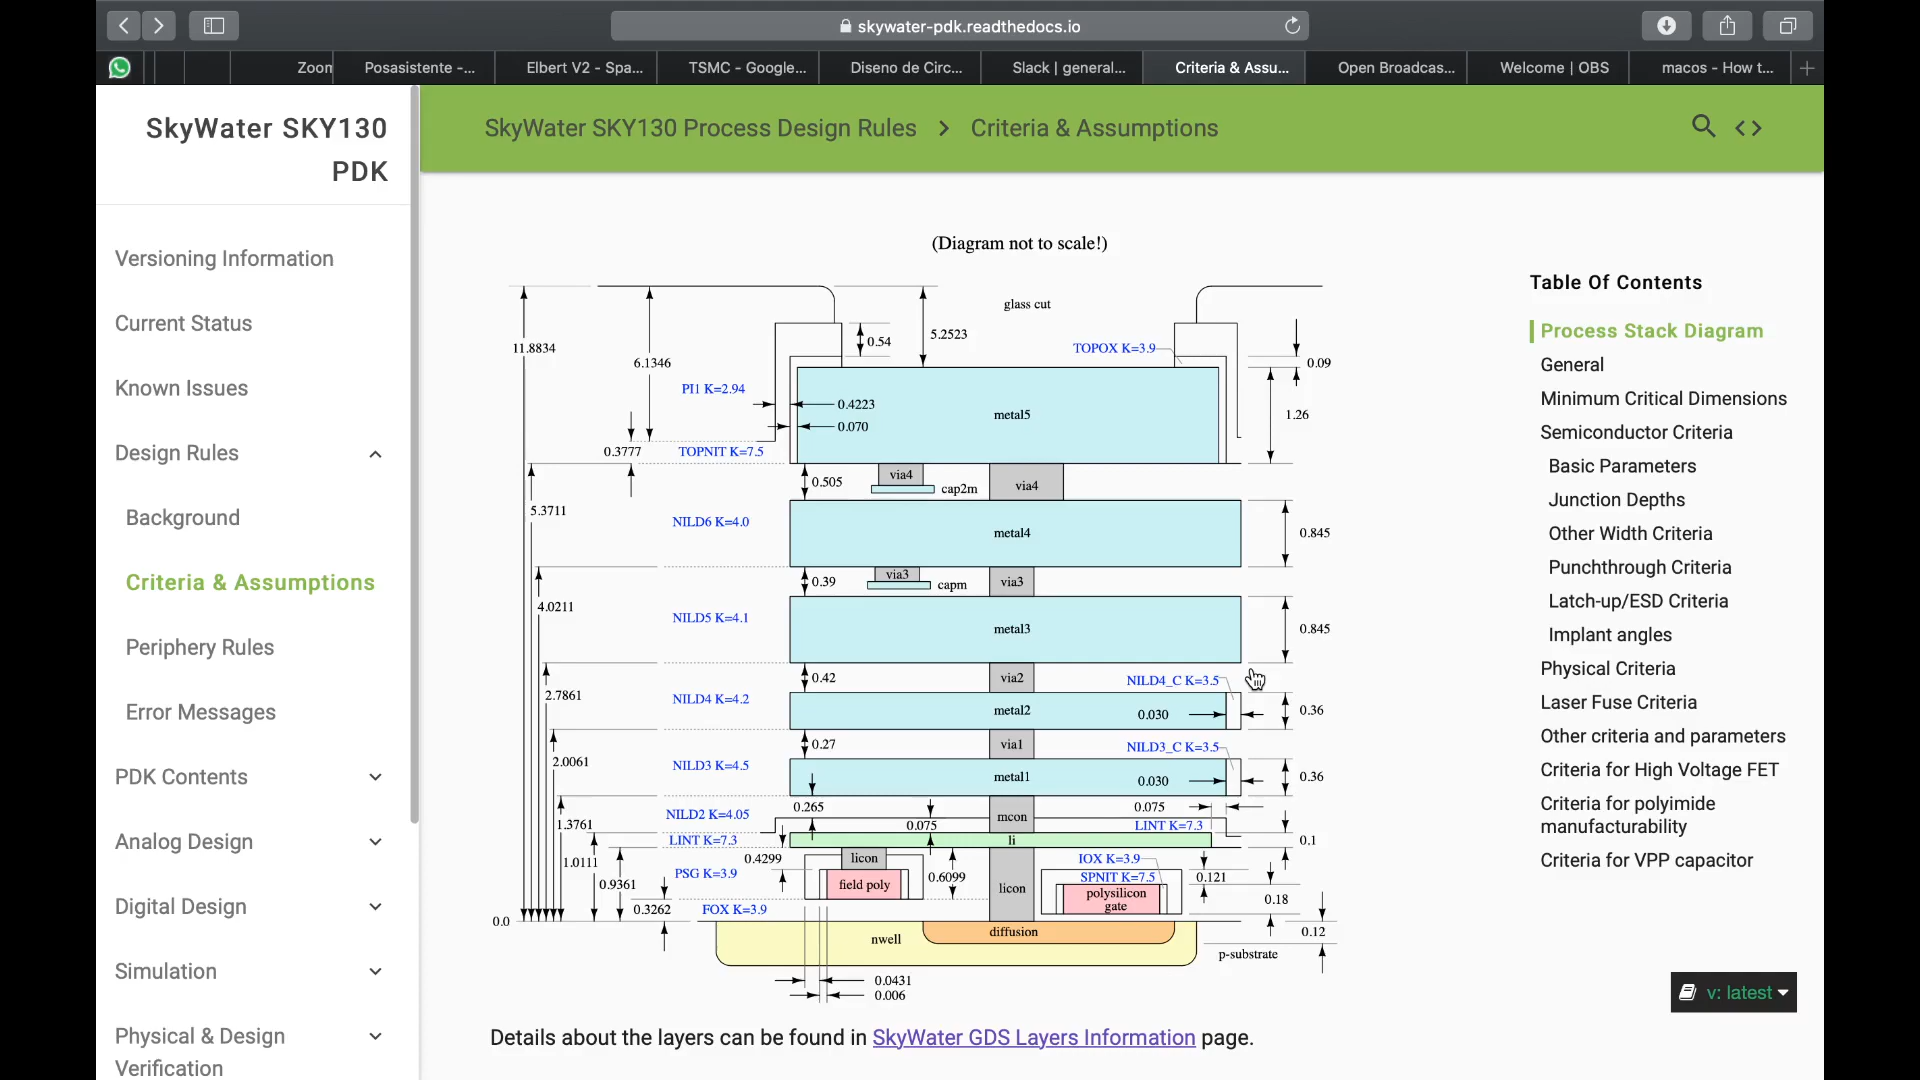 skywater-pdk.readthedocs.io
Zoom
Posasistente -...
Elbert V2 - Spa...
TSMC - Google...
Diseno de Circ...
Slack | general...
Criteria & Assu...
Open Broadcas...
Welcome | OBS
macos - How t...
SkyWater SKY130
PDK
SkyWater SKY130 Process Design Rules > Criteria & Assumptions
Versioning Information
Current Status
Known Issues
Design Rules
Background
Criteria & Assumptions
Periphery Rules
Error Messages
PDK Contents
Analog Design
Digital Design
Simulation
Physical & Design
Verification
(Diagram not to scale!)
glass cut
11.8834
6.1346
0.54
5.2523
TOPOX K=3.9
0.09
PI1 K=2.94
0.4223
0.070
metal5
1.26
0.3777
TOPNIT K=7.5
0.505
via4
cap2m
via4
5.3711
NILD6 K=4.0
metal4
0.845
0.39
via3
capm
via3
4.0211
NILD5 K=4.1
metal3
0.845
0.42
via2
NILD4_C K=3.5
2.7861
NILD4 K=4.2
metal2
0.030
0.36
0.27
via1
NILD3_C K=3.5
2.0061
NILD3 K=4.5
metal1
0.030
0.36
0.265
0.075
NILD2 K=4.05
mcon
1.3761
0.075
LINT K=7.3
LINT K=7.3
li
0.1
1.0111
0.4299
licon
IOX K=3.9
PSG K=3.9
0.6099
SPNIT K=7.5
0.121
0.9361
field poly
licon
polysilicon
gate
0.18
0.3262
FOX K=3.9
0.0
diffusion
0.12
nwell
p-substrate
0.0431
0.006
Details about the layers can be found in SkyWater GDS Layers Information page.
Table Of Contents
Process Stack Diagram
General
Minimum Critical Dimensions
Semiconductor Criteria
Basic Parameters
Junction Depths
Other Width Criteria
Punchthrough Criteria
Latch-up/ESD Criteria
Implant angles
Physical Criteria
Laser Fuse Criteria
Other criteria and parameters
Criteria for High Voltage FET
Criteria for polyimide
manufacturability
Criteria for VPP capacitor
v: latest